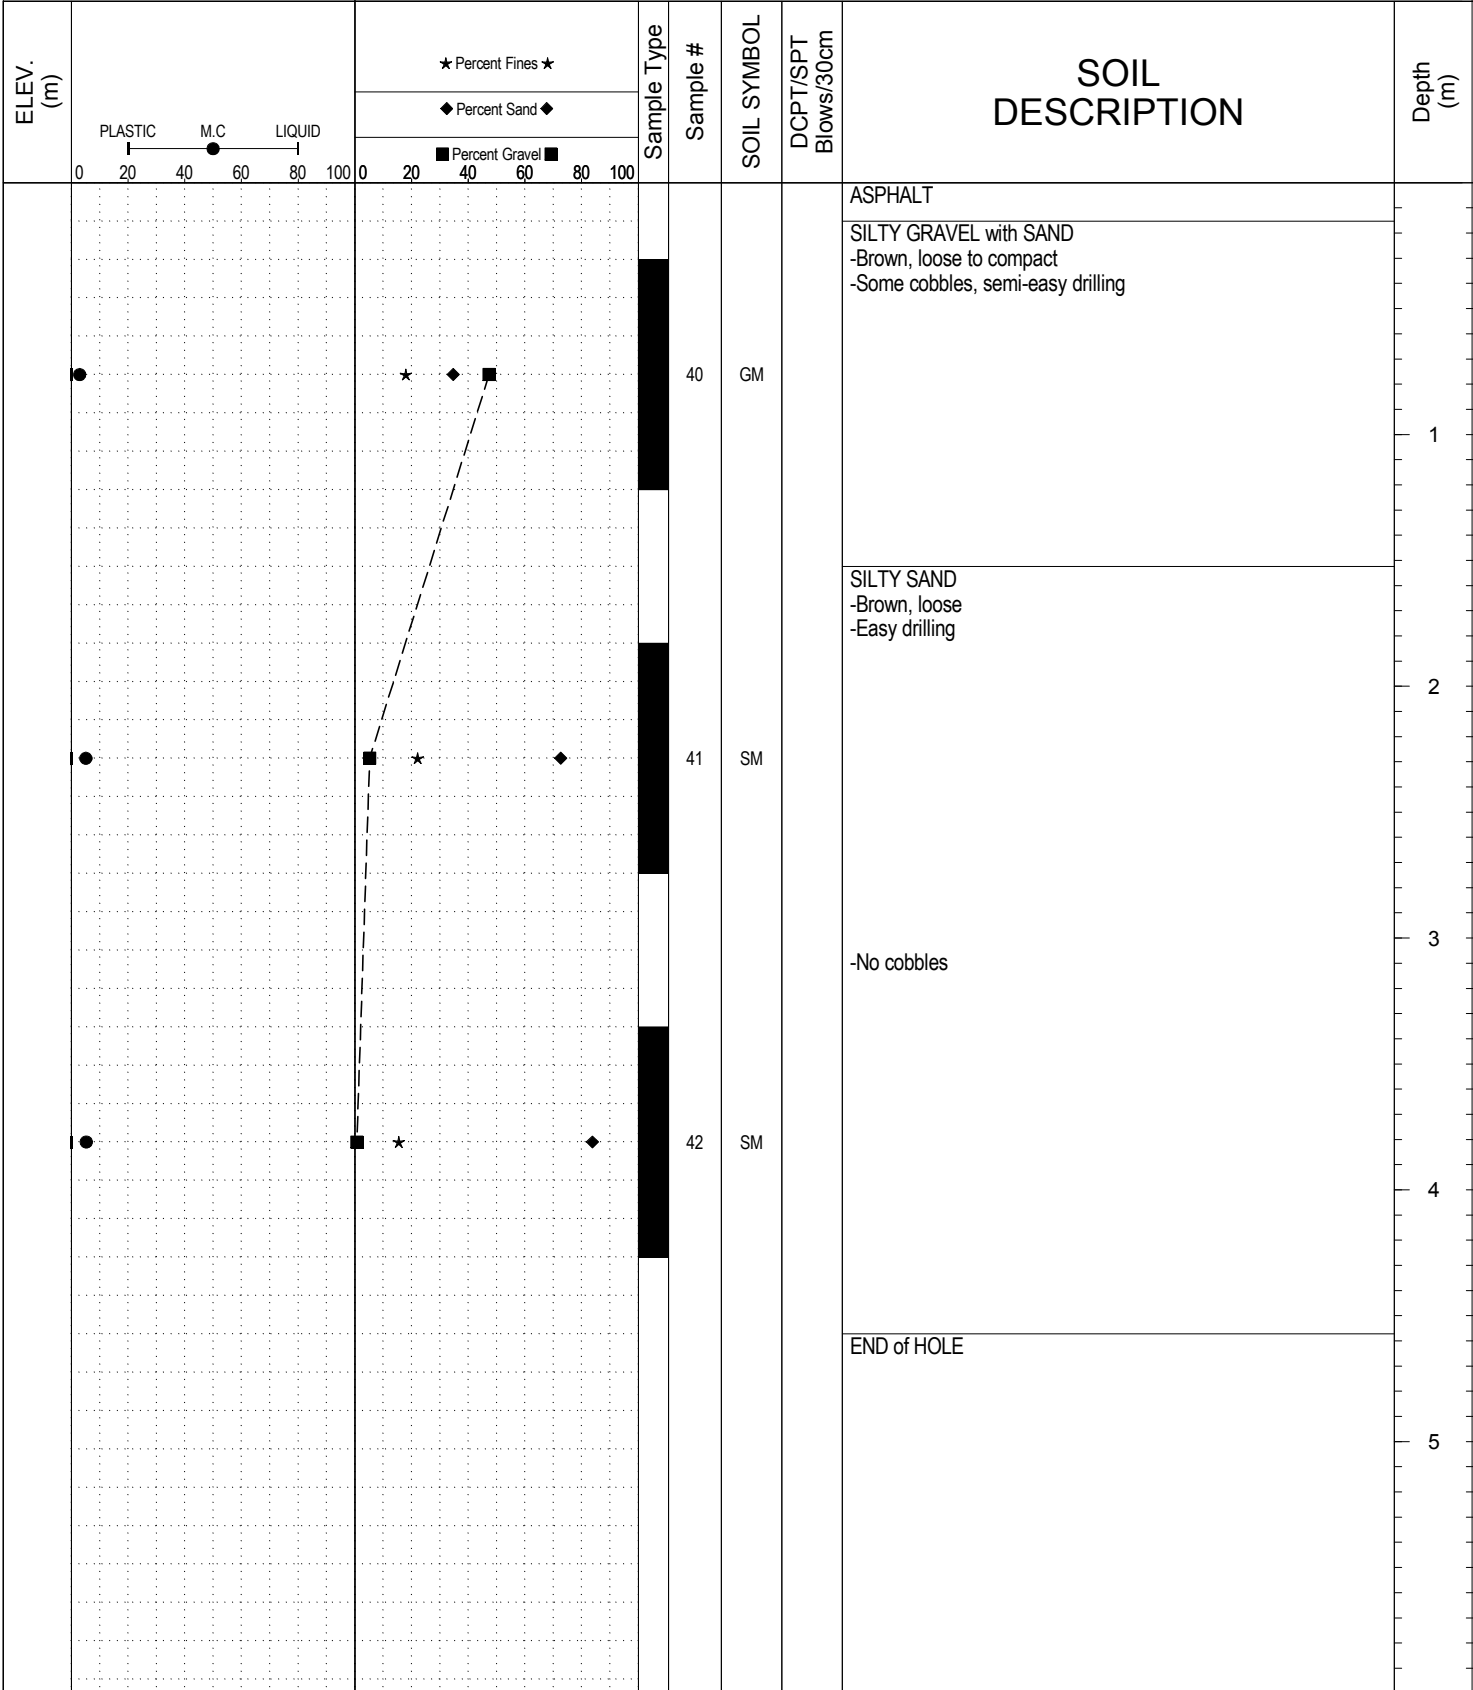 ELEV.
(m)
PLASTIC M.C LIQUID
0 20 40 60 80 100
★ Percent Fines ★
◆ Percent Sand ◆
■ Percent Gravel ■
0 20 40 60 80 100
Sample Type
Sample #
SOIL SYMBOL
DCPT/SPT
Blows/30cm
SOIL
DESCRIPTION
Depth
(m)
ASPHALT
SILTY GRAVEL with SAND
-Brown, loose to compact
-Some cobbles, semi-easy drilling
40 GM
1
SILTY SAND
-Brown, loose
-Easy drilling
2
41 SM
3
-No cobbles
42 SM
4
END of HOLE
5